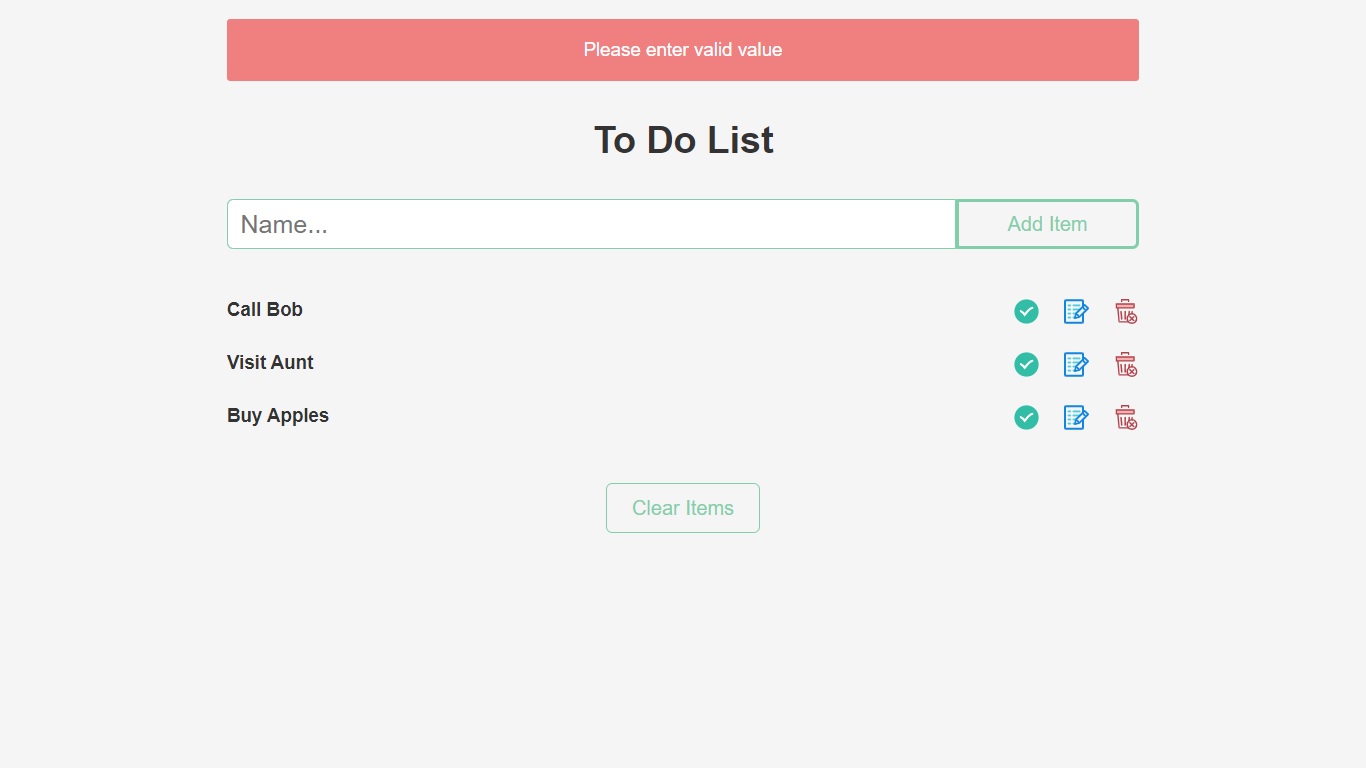 Please enter valid value
To Do List
Name...
Add Item
Call Bob
Visit Aunt
Buy Apples
Clear Items